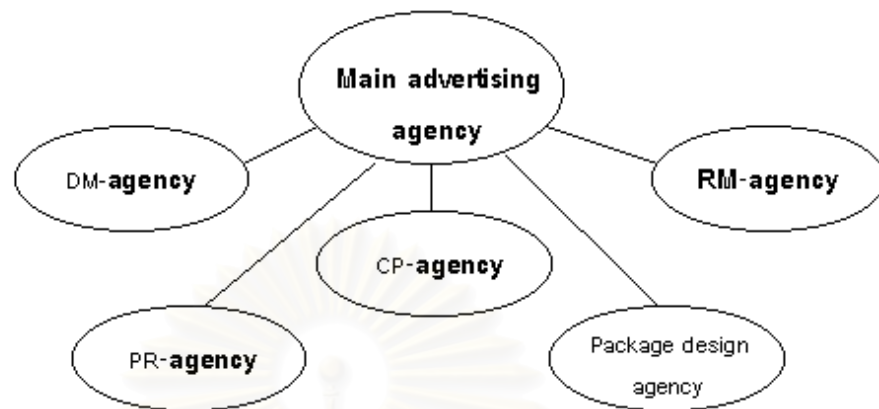 Main advertising
agency
DM-agency
RM-agency
CP-agency
PR-agency
Package design
agency